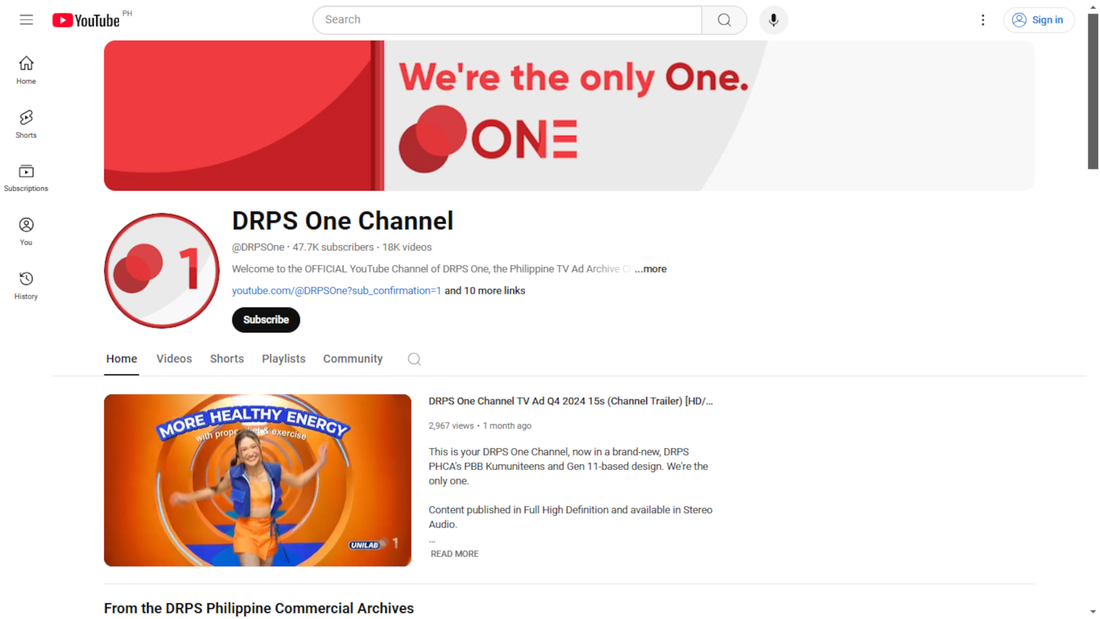 YouTube PH
Search
Sign in
Home
Shorts
Subscriptions
You
History
We're the only One.
ONE
1
DRPS One Channel
@DRPSOne · 47.7K subscribers · 18K videos
Welcome to the OFFICIAL YouTube Channel of DRPS One, the Philippine TV Ad Archive ...more
youtube.com/@DRPSOne?sub_confirmation=1 and 10 more links
Subscribe
Home Videos Shorts Playlists Community
MORE HEALTHY ENERGY
with proper & exercise
UNILAB 1
DRPS One Channel TV Ad Q4 2024 15s (Channel Trailer) [HD/...
2,967 views • 1 month ago
This is your DRPS One Channel, now in a brand-new, DRPS
PHCA's PBB Kumuniteens and Gen 11-based design. We're the
only one.
Content published in Full High Definition and available in Stereo
Audio.
...
READ MORE
From the DRPS Philippine Commercial Archives